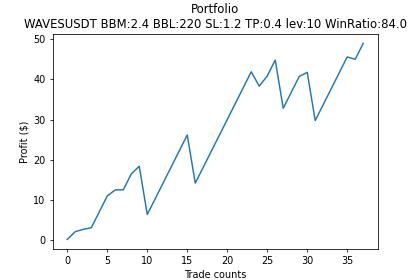 Portfolio
WAVESUSDT BBM:2.4 BBL:220 SL:1.2 TP:0.4 lev:10 WinRatio:84.0
50
40
30
20
10
0
Profit ($)
0 5 10 15 20 25 30 35
Trade counts